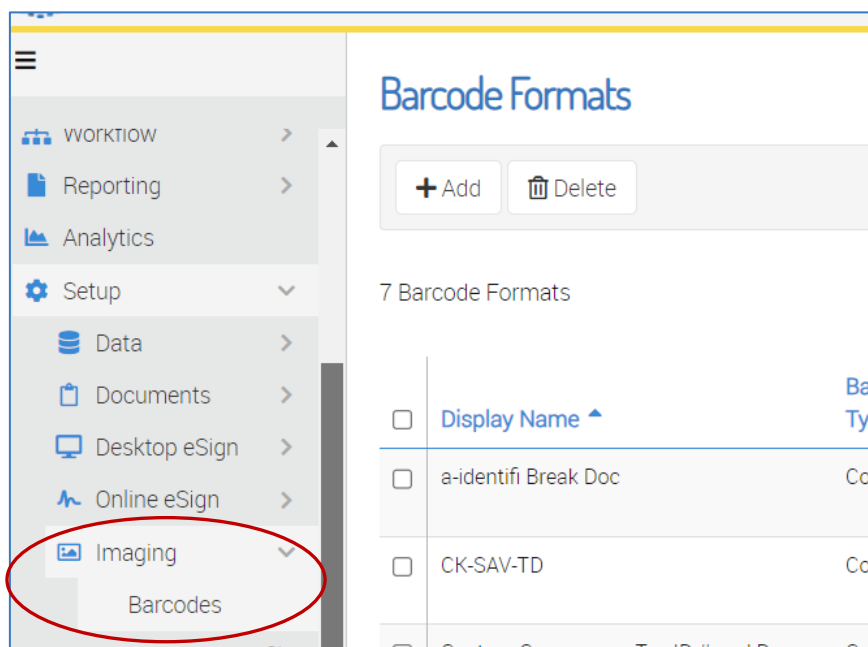 Workflow
Reporting
Analytics
Setup
Data
Documents
Desktop eSign
Online eSign
Imaging
Barcodes
Barcode Formats
Add
Delete
7 Barcode Formats
Display Name
a-identifi Break Doc
CK-SAV-TD